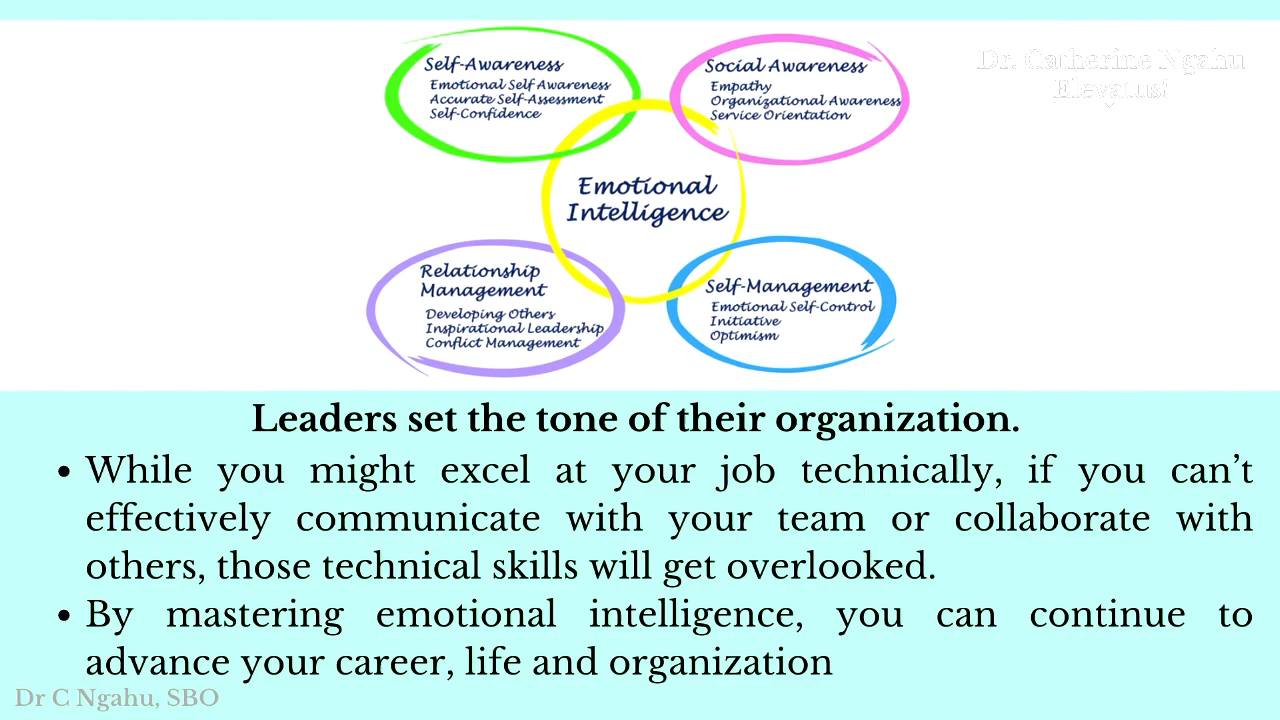 Self-Awareness
Emotional Self Awareness
Accurate Self-Assessment
Self-Confidence
Social Awareness
Empathy
Organizational Awareness
Service Orientation
Dr. Catherine Ngahu
Elevatus!
Emotional
Intelligence
Relationship
Management
Developing Others
Inspirational Leadership
Conflict Management
Self-Management
Emotional Self-Control
Initiative
Optimism
Leaders set the tone of their organization.
• While you might excel at your job technically, if you can’t
effectively communicate with your team or collaborate with
others, those technical skills will get overlooked.
• By mastering emotional intelligence, you can continue to
advance your career, life and organization
Dr C Ngahu, SBO